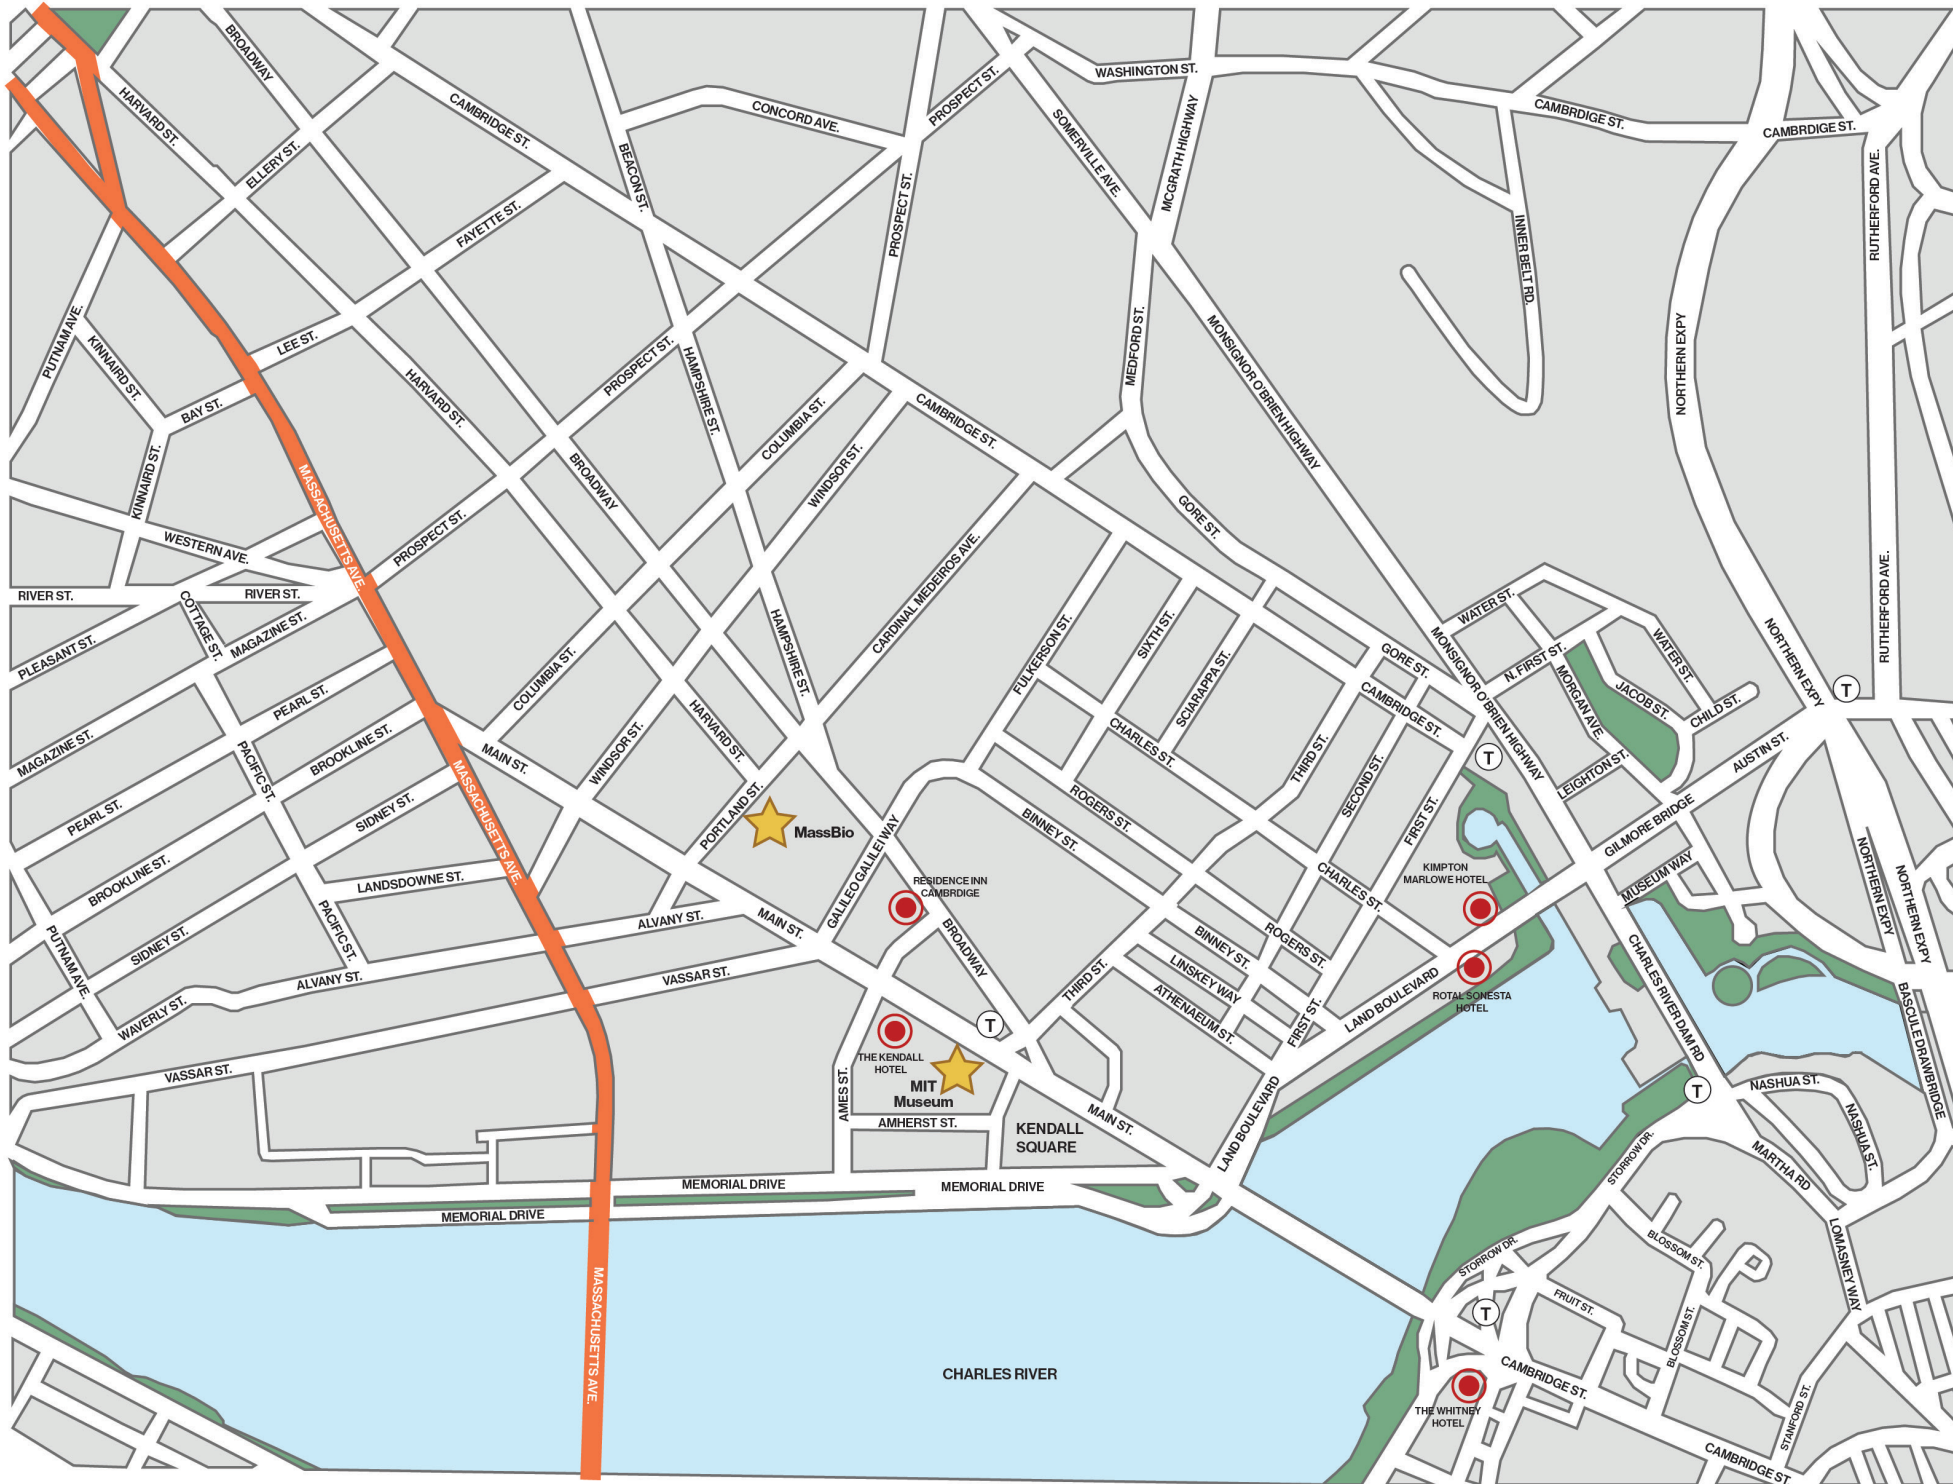 BROADWAY
HARVARD ST.
ELLERY ST.
CAMBRIDGE ST.
FAYETTE ST.
BEACON ST.
CONCORD AVE.
PROSPECT ST.
PROSPECT ST.
WASHINGTON ST.
SOMERVILLE AVE.
MCGRATH HIGHWAY
CAMBRDIGE ST.
CAMBRDIGE ST.
RUTHERFORD AVE.
INNER BELT RD.
PUTNAM AVE.
KINNAIRD ST.
LEE ST.
BAY ST.
HARVARD ST.
PROSPECT ST.
HAMPSHIRE ST.
COLUMBIA ST.
MEDFORD ST.
MONSIGNOR O'BRIEN HIGHWAY
NORTHERN EXPY
CAMBRIDGE ST.
KINNAIRD ST.
MASSACHUSETTS AVE.
BROADWAY
WINDSOR ST.
WESTERN AVE.
PROSPECT ST.
GORE ST.
CARDINAL MEDEIROS AVE.
RIVER ST.
RIVER ST.
COTTAGE ST.
MAGAZINE ST.
PLEASANT ST.
HAMPSHIRE ST.
FULKERSON ST.
SIXTH ST.
SCIARAPPA ST.
GORE ST.
MONSIGNOR O'BRIEN HIGHWAY
WATER ST.
N. FIRST ST.
WATER ST.
MORGAN AVE.
JACOB ST.
CHILD ST.
NORTHERN EXPY
RUTHERFORD AVE.
T
PEARL ST.
COLUMBIA ST.
HARVARD ST.
CAMBRIDGE ST.
MAGAZINE ST.
PACIFIC ST.
BROOKLINE ST.
MAIN ST.
WINDSOR ST.
CHARLES ST.
THIRD ST.
SECOND ST.
T
LEIGHTON ST.
AUSTIN ST.
PEARL ST.
SIDNEY ST.
MASSACHUSETTS AVE.
PORTLAND ST.
MassBio
GALILEO GALILEI WAY
ROGERS ST.
BINNEY ST.
FIRST ST.
GILMORE BRIDGE
BROOKLINE ST.
LANDSDOWNE ST.
RESIDENCE INN
CAMBRDIGE
CHARLES ST.
KIMPTON
MARLOWE HOTEL
MUSEUM WAY
NORTHERN EXPY
NORTHERN EXPY
PUTNAM AVE.
SIDNEY ST.
PACIFIC ST.
ALVANY ST.
MAIN ST.
BROADWAY
BINNEY ST.
ROGERS ST.
CHARLES RIVER DAM RD
WAVERLY ST.
ALVANY ST.
VASSAR ST.
THIRD ST.
LINSKEY WAY
ATHENAEUM ST.
FIRST ST.
LAND BOULEVARD
ROTAL SONESTA
HOTEL
BASCULE DRAWBRIDGE
T
VASSAR ST.
THE KENDALL
HOTEL
MIT
Museum
AMES ST.
AMHERST ST.
KENDALL
SQUARE
MAIN ST.
LAND BOULEVARD
T
NASHUA ST.
NASHUA ST.
MEMORIAL DRIVE
MEMORIAL DRIVE
MEMORIAL DRIVE
STORROW DR.
MARTHA RD
STORROW DR.
BLOSSOM ST.
LOMASNEY WAY
MASSACHUSETTS AVE.
T
FRUIT ST.
BLOSSOM ST.
CHARLES RIVER
CAMBRIDGE ST.
THE WHITNEY
HOTEL
STANFORD ST.
CAMBRIDGE ST